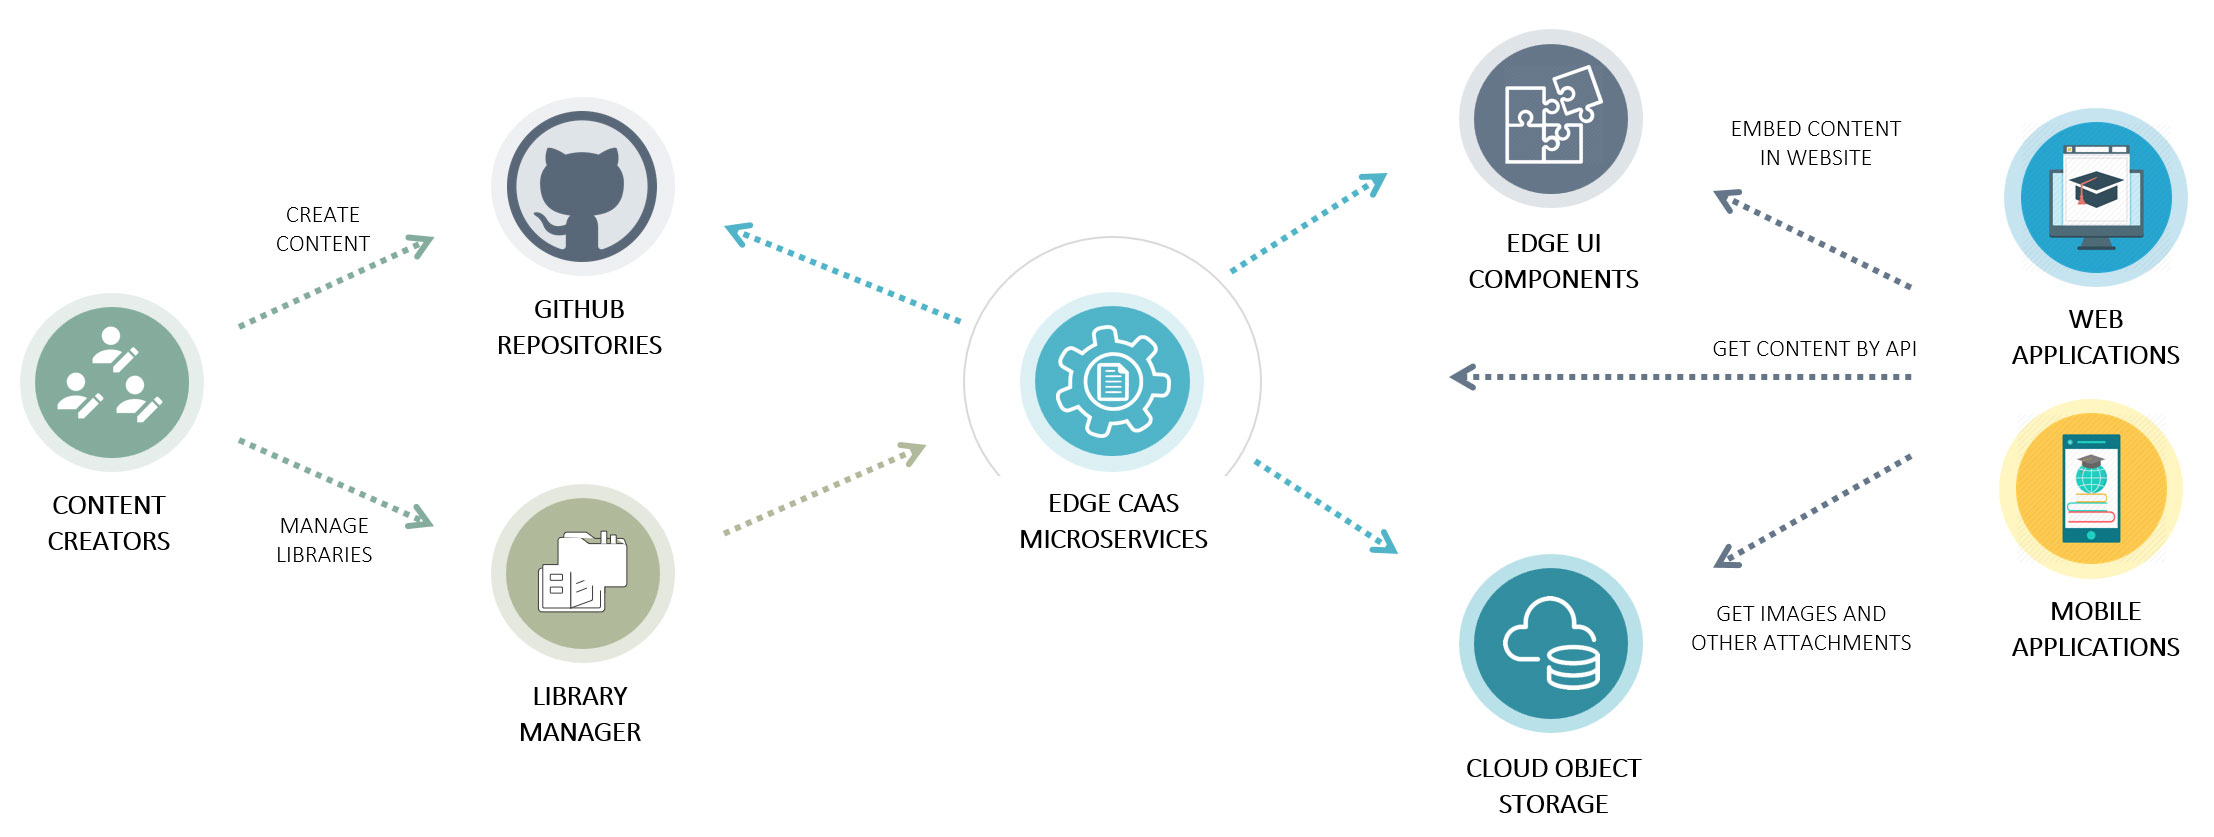 CREATE
CONTENT
CONTENT
CREATORS
MANAGE
LIBRARIES
GITHUB
REPOSITORIES
LIBRARY
MANAGER
EDGE CAAS
MICROSERVICES
EDGE UI
COMPONENTS
EMBED CONTENT
IN WEBSITE
GET CONTENT BY API
GET IMAGES AND
OTHER ATTACHMENTS
CLOUD OBJECT
STORAGE
WEB
APPLICATIONS
MOBILE
APPLICATIONS